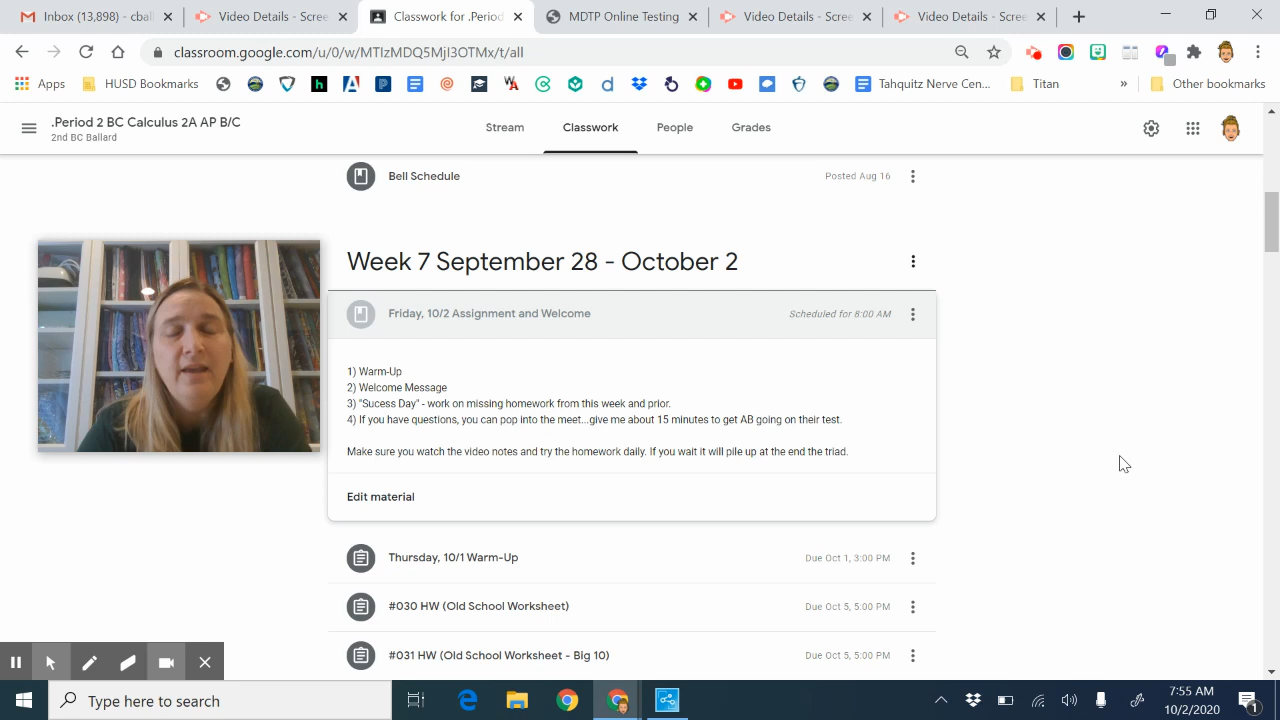 Inbox (13,893) - cball
Video Details - Scree
Classwork for .Period
MDTP Online Testing
Video Details - Scree
Video Details - Scree
classroom.google.com/u/0/w/MTIzMDQ5MjI3OTMx/t/all
Apps
HUSD Bookmarks
Tahquitz Nerve Cen...
Titan
»
Other bookmarks
.Period 2 BC Calculus 2A AP B/C
2nd BC Ballard
Stream
Classwork
People
Grades
Bell Schedule
Posted Aug 16
Week 7 September 28 - October 2
Friday, 10/2 Assignment and Welcome
Scheduled for 8:00 AM
1) Warm-Up
2) Welcome Message
3) "Sucess Day" - work on missing homework from this week and prior.
4) If you have questions, you can pop into the meet...give me about 15 minutes to get AB going on their test.
Make sure you watch the video notes and try the homework daily. If you wait it will pile up at the end the triad.
Edit material
Thursday, 10/1 Warm-Up
Due Oct 1, 3:00 PM
#030 HW (Old School Worksheet)
Due Oct 5, 5:00 PM
#031 HW (Old School Worksheet - Big 10)
Due Oct 5, 5:00 PM
Type here to search
7:55 AM
10/2/2020
1